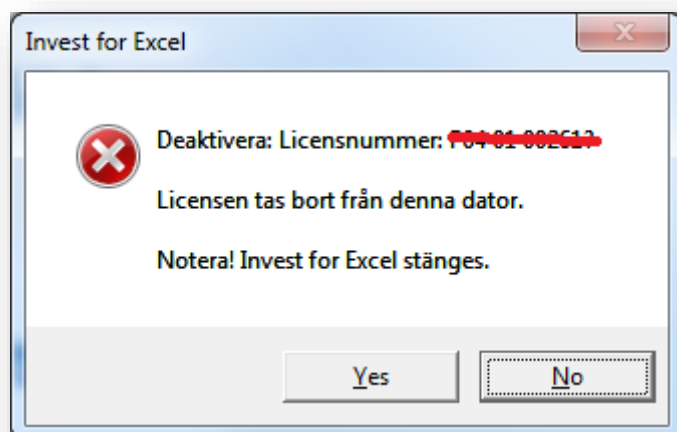 Invest for Excel
Deaktivera: Licensnummer:
Licensen tas bort från denna dator.
Notera! Invest for Excel stänges.
Yes
No